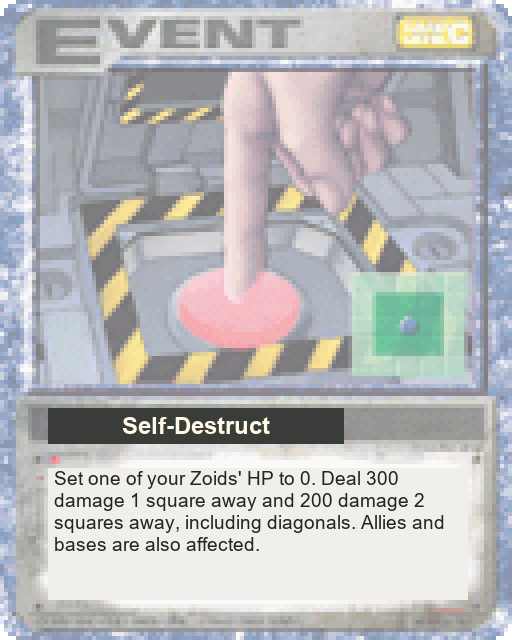 EVENT
C
Self-Destruct
Set one of your Zoids' HP to 0. Deal 300
damage 1 square away and 200 damage 2
squares away, including diagonals. Allies and
bases are also affected.